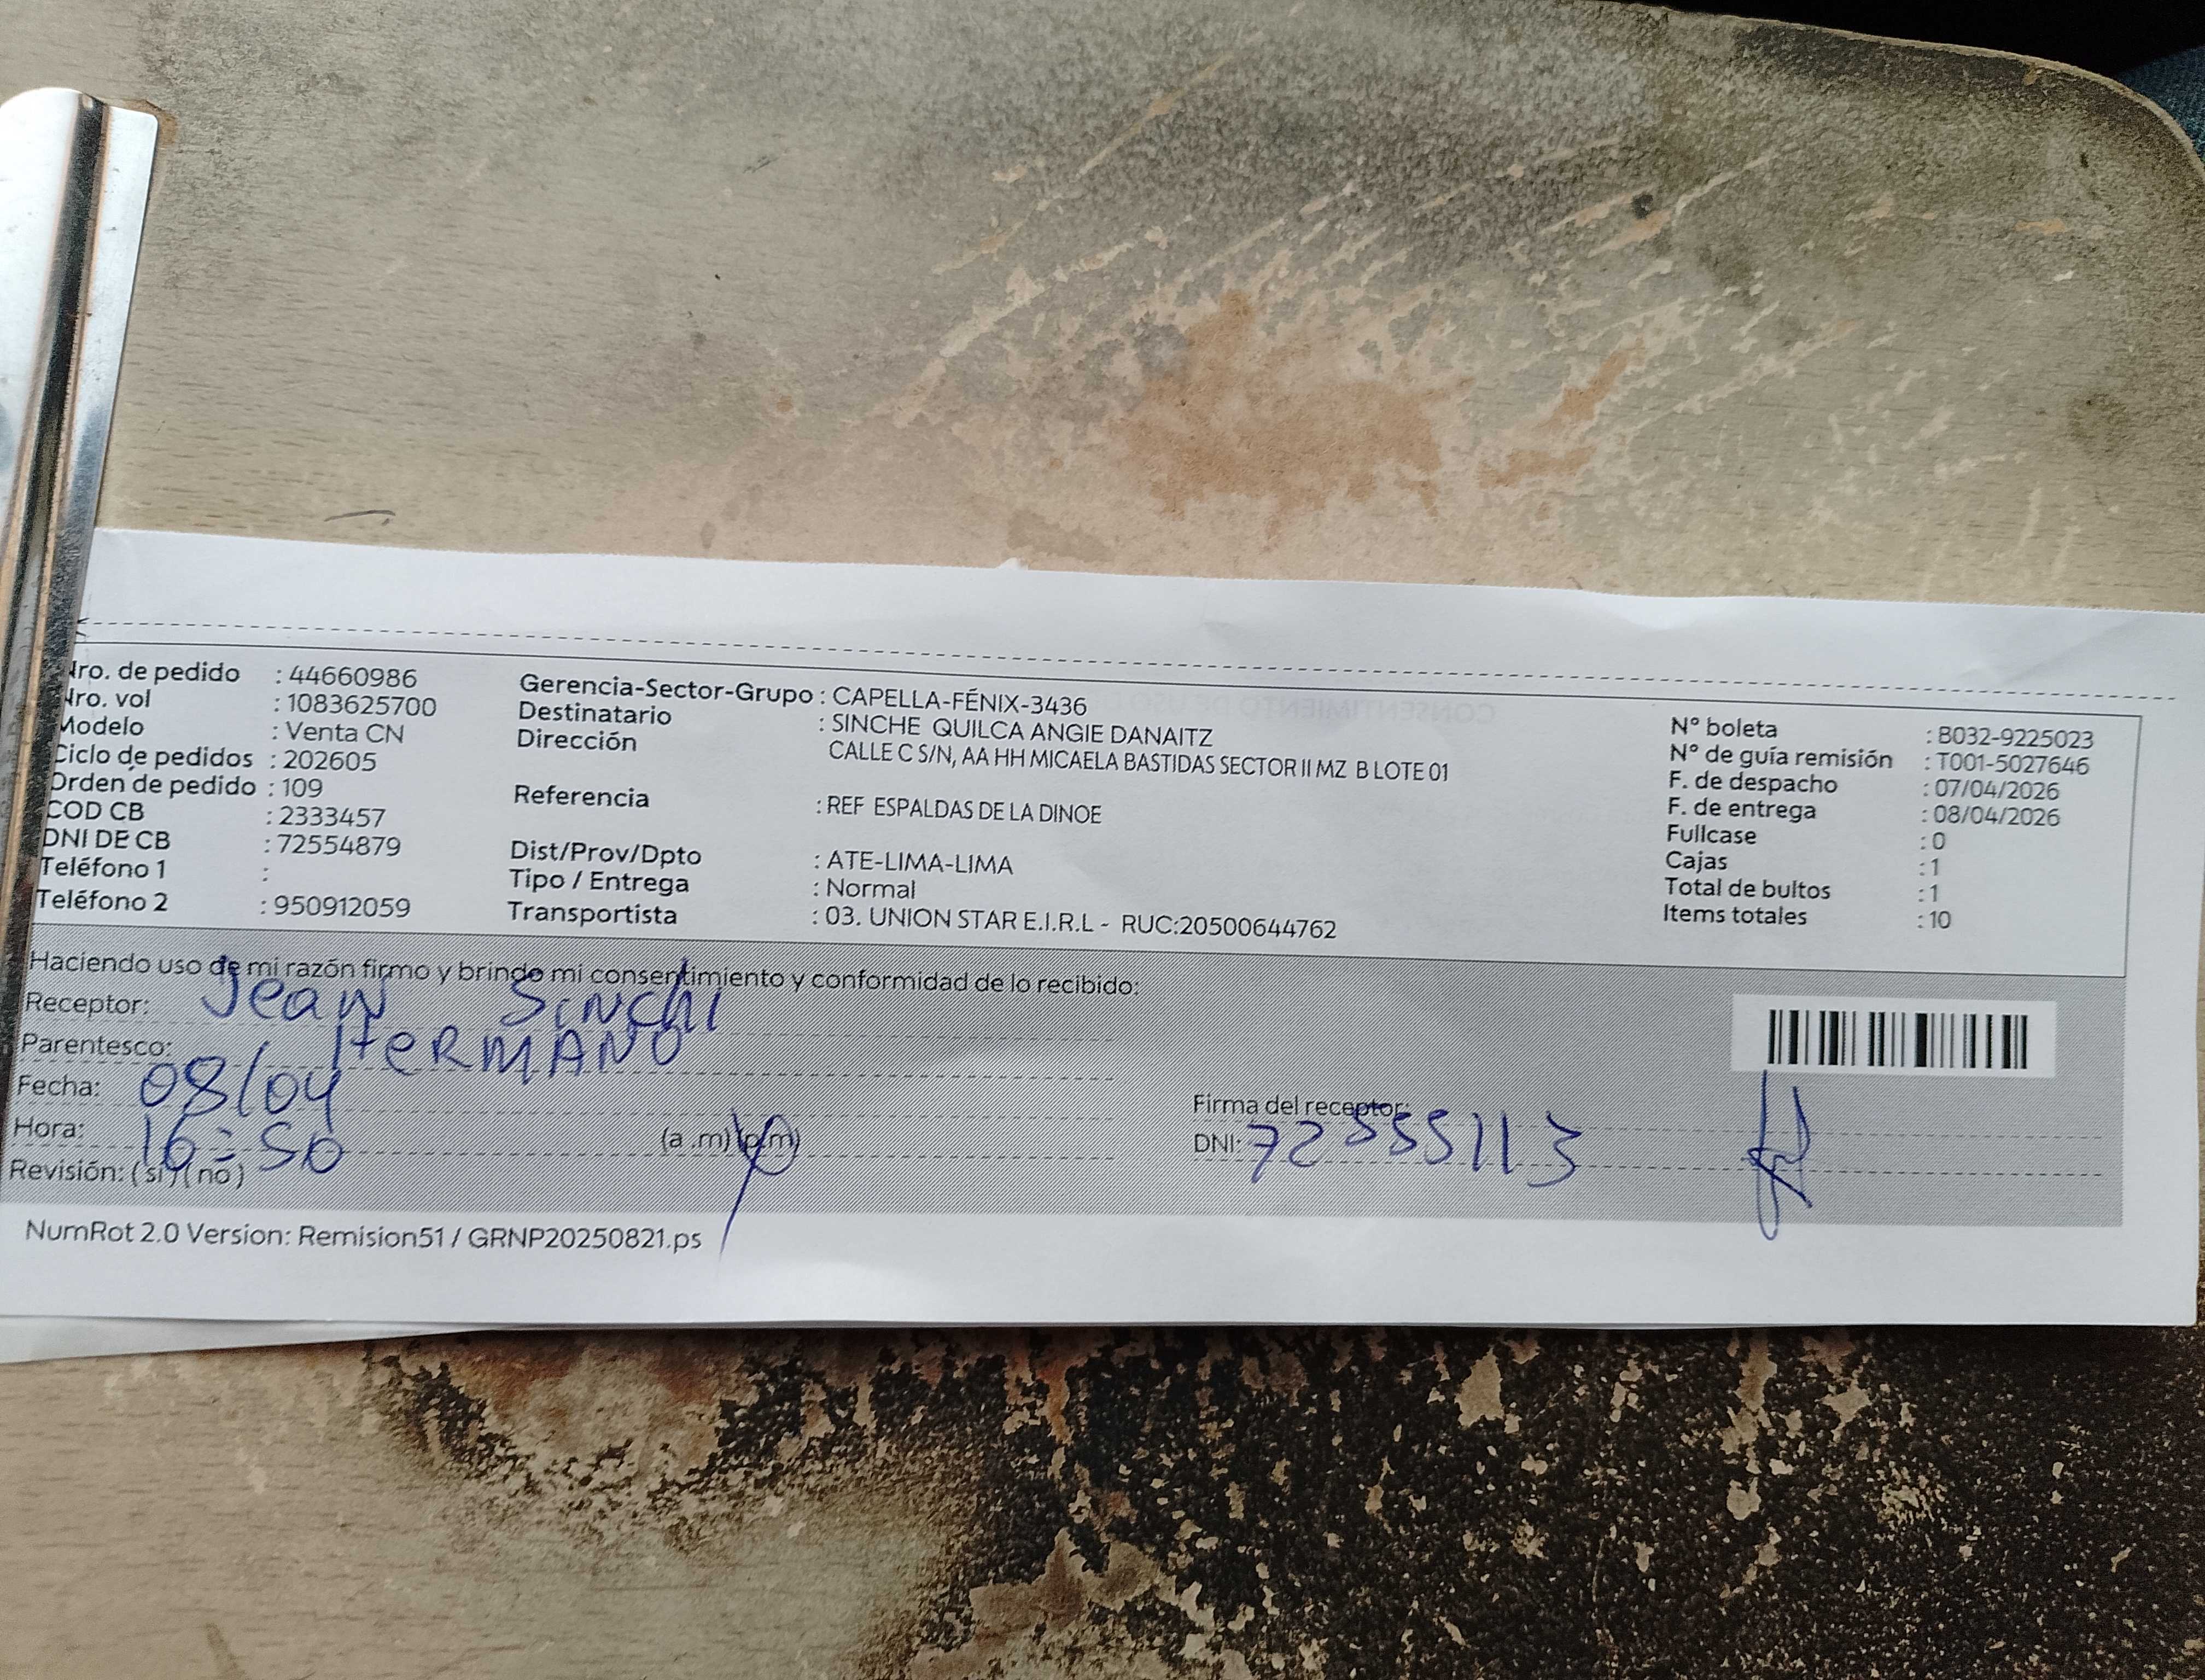 Nro. de pedido : 44660986
Nro. vol : 1083625700
Modelo : Venta CN
Ciclo de pedidos : 202605
Orden de pedido : 109
COD CB : 2333457
DNI DE CB : 72554879
Teléfono 1 :
Teléfono 2 : 950912059
Gerencia-Sector-Grupo : CAPELLA-FÉNIX-3436
Destinatario : SINCHE QUILCA ANGIE DANAITZ
Dirección CALLE C S/N, AA HH MICAELA BASTIDAS SECTOR II MZ B LOTE 01
Referencia : REF ESPALDAS DE LA DINOE
Dist/Prov/Dpto : ATE-LIMA-LIMA
Tipo / Entrega : Normal
Transportista : 03. UNION STAR E.I.R.L - RUC:20500644762
N° boleta : B032-9225023
N° de guía remisión : T001-5027646
F. de despacho : 07/04/2026
F. de entrega : 08/04/2026
Fullcase : 0
Cajas : 1
Total de bultos : 1
Items totales : 10
Haciendo uso de mi razón firmo y brindo mi consentimiento y conformidad de lo recibido:
Receptor: Jean Sinchi
Parentesco: HERMANO
Fecha: 08/04
Hora: 16:50 (a .m) (p.m)
Revisión: ( si ) ( no )
Firma del receptor:
DNI: 72555113
NumRot 2.0 Version: Remision51 / GRNP20250821.ps